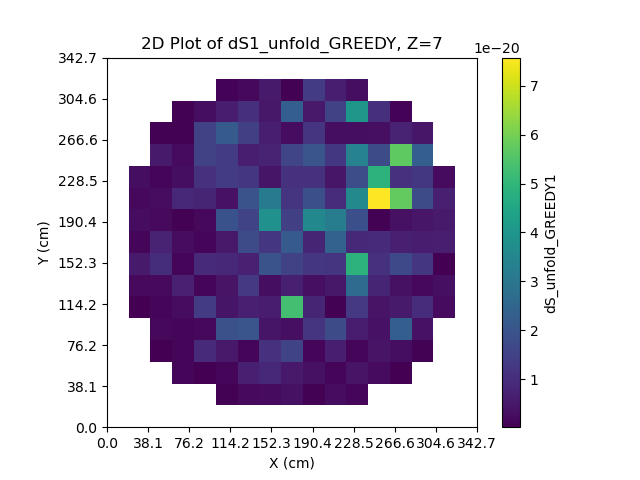 2D Plot of dS1_unfold_GREEDY, Z=7
1e−20
342.7
304.6
266.6
228.5
190.4
152.3
114.2
76.2
38.1
0.0
Y (cm)
0.0 38.1 76.2 114.2 152.3 190.4 228.5 266.6 304.6 342.7
X (cm)
7
6
5
4
3
2
1
dS_unfold_GREEDY1